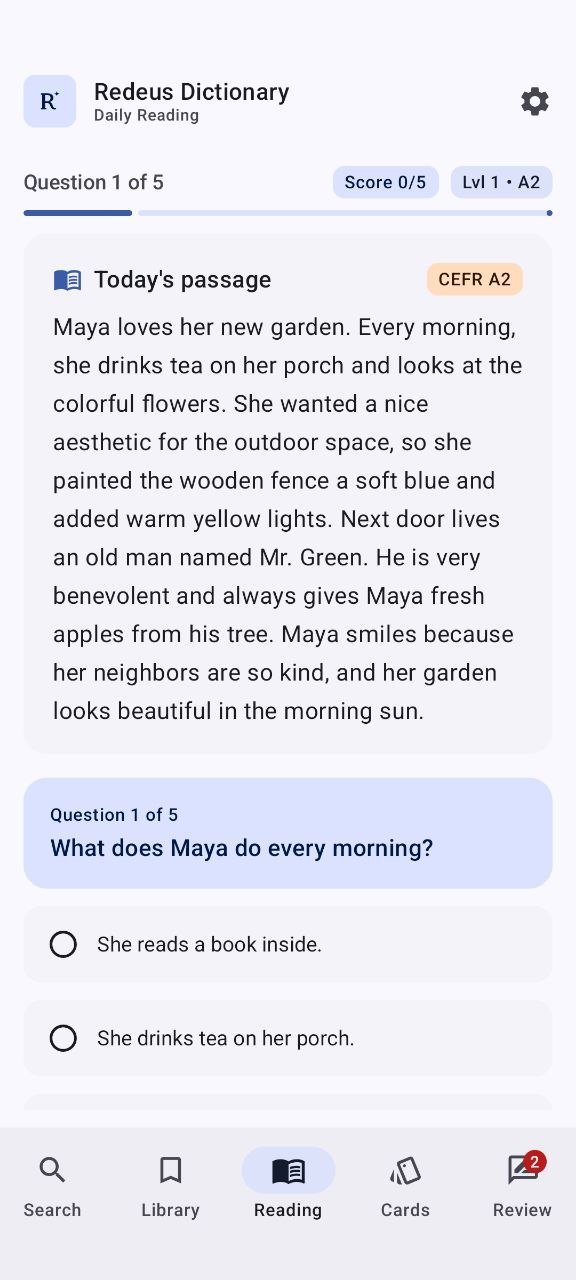 R
Redeus Dictionary
Daily Reading
Question 1 of 5
Score 0/5
Lvl 1 • A2
Today's passage
CEFR A2
Maya loves her new garden. Every morning,
she drinks tea on her porch and looks at the
colorful flowers. She wanted a nice
aesthetic for the outdoor space, so she
painted the wooden fence a soft blue and
added warm yellow lights. Next door lives
an old man named Mr. Green. He is very
benevolent and always gives Maya fresh
apples from his tree. Maya smiles because
her neighbors are so kind, and her garden
looks beautiful in the morning sun.
Question 1 of 5
What does Maya do every morning?
She reads a book inside.
She drinks tea on her porch.
2
Search
Library
Reading
Cards
Review